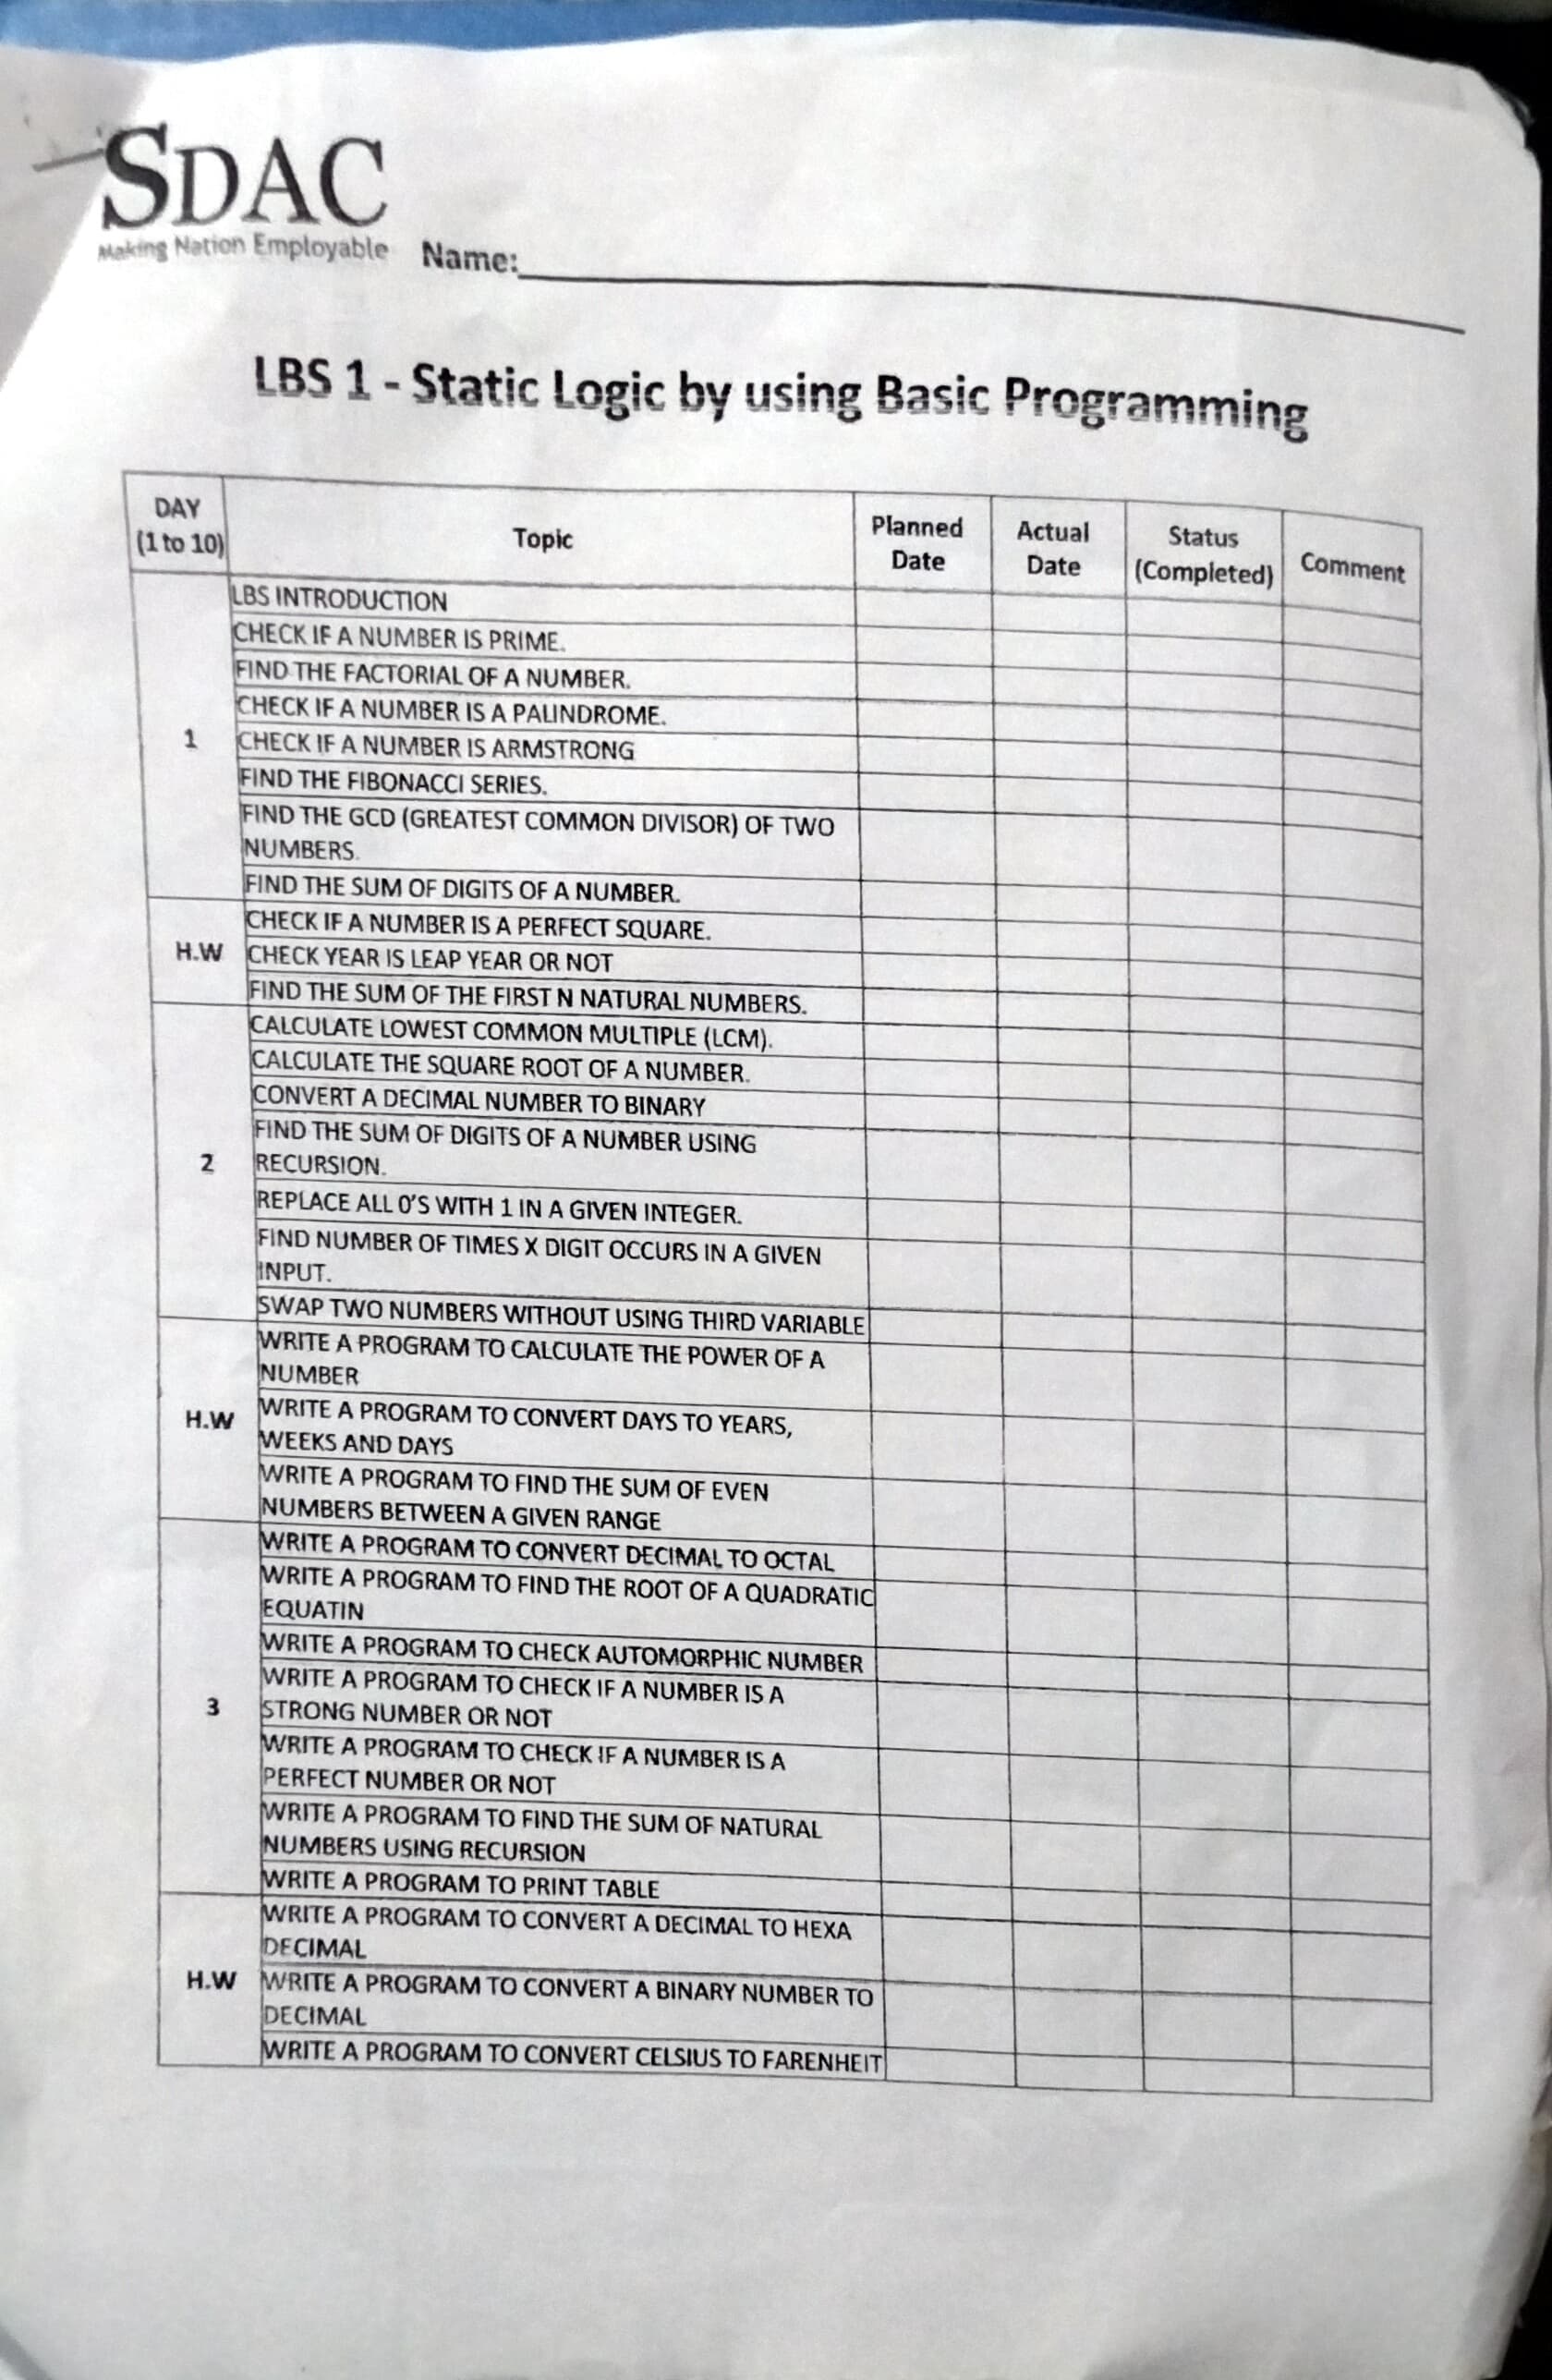 SDAC
Making Nation Employable
Name:
LBS 1 - Static Logic by using Basic Programming
DAY
(1 to 10)
Topic
Planned
Date
Actual
Date
Status
(Completed)
Comment
1
LBS INTRODUCTION
CHECK IF A NUMBER IS PRIME.
FIND THE FACTORIAL OF A NUMBER.
CHECK IF A NUMBER IS A PALINDROME.
CHECK IF A NUMBER IS ARMSTRONG
FIND THE FIBONACCI SERIES.
FIND THE GCD (GREATEST COMMON DIVISOR) OF TWO
NUMBERS.
FIND THE SUM OF DIGITS OF A NUMBER.
H.W
CHECK IF A NUMBER IS A PERFECT SQUARE.
CHECK YEAR IS LEAP YEAR OR NOT
FIND THE SUM OF THE FIRST N NATURAL NUMBERS.
2
CALCULATE LOWEST COMMON MULTIPLE (LCM).
CALCULATE THE SQUARE ROOT OF A NUMBER.
CONVERT A DECIMAL NUMBER TO BINARY
FIND THE SUM OF DIGITS OF A NUMBER USING
RECURSION.
REPLACE ALL 0'S WITH 1 IN A GIVEN INTEGER.
FIND NUMBER OF TIMES X DIGIT OCCURS IN A GIVEN
INPUT.
SWAP TWO NUMBERS WITHOUT USING THIRD VARIABLE
H.W
WRITE A PROGRAM TO CALCULATE THE POWER OF A
NUMBER
WRITE A PROGRAM TO CONVERT DAYS TO YEARS,
WEEKS AND DAYS
WRITE A PROGRAM TO FIND THE SUM OF EVEN
NUMBERS BETWEEN A GIVEN RANGE
3
WRITE A PROGRAM TO CONVERT DECIMAL TO OCTAL
WRITE A PROGRAM TO FIND THE ROOT OF A QUADRATIC
EQUATIN
WRITE A PROGRAM TO CHECK AUTOMORPHIC NUMBER
WRITE A PROGRAM TO CHECK IF A NUMBER IS A
STRONG NUMBER OR NOT
WRITE A PROGRAM TO CHECK IF A NUMBER IS A
PERFECT NUMBER OR NOT
WRITE A PROGRAM TO FIND THE SUM OF NATURAL
NUMBERS USING RECURSION
WRITE A PROGRAM TO PRINT TABLE
H.W
WRITE A PROGRAM TO CONVERT A DECIMAL TO HEXA
DECIMAL
WRITE A PROGRAM TO CONVERT A BINARY NUMBER TO
DECIMAL
WRITE A PROGRAM TO CONVERT CELSIUS TO FARENHEIT